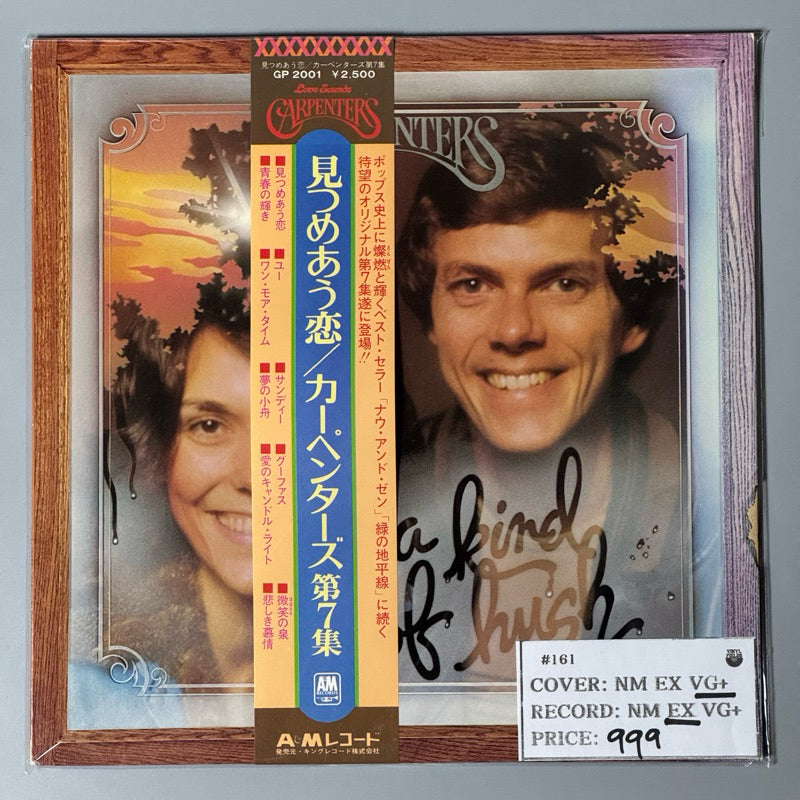 見つめあう恋/カーペンターズ第7集
GP 2001 ¥2,500
Love Sounds
CARPENTERS
ポップス史上に燦燃と輝くベスト・セラー「ナウ・アンド・ゼン」「緑の地平線」に続く
待望のオリジナル第7集遂に登場!!
見つめあう恋/カーペンターズ第7集
■見つめあう恋
■ユー
■サンディー
■グーファス
■微笑の泉
■青春の輝き
■ワン・モア・タイム
■夢の小舟
■愛のキャンドル・ライト
■悲しき慕情
A&M
RECORDS
A&Mレコード
発売元・キングレコード株式会社
NTERS
a kind
of hush
#161
COVER: NM EX VG+
RECORD: NM EX VG+
PRICE: 999